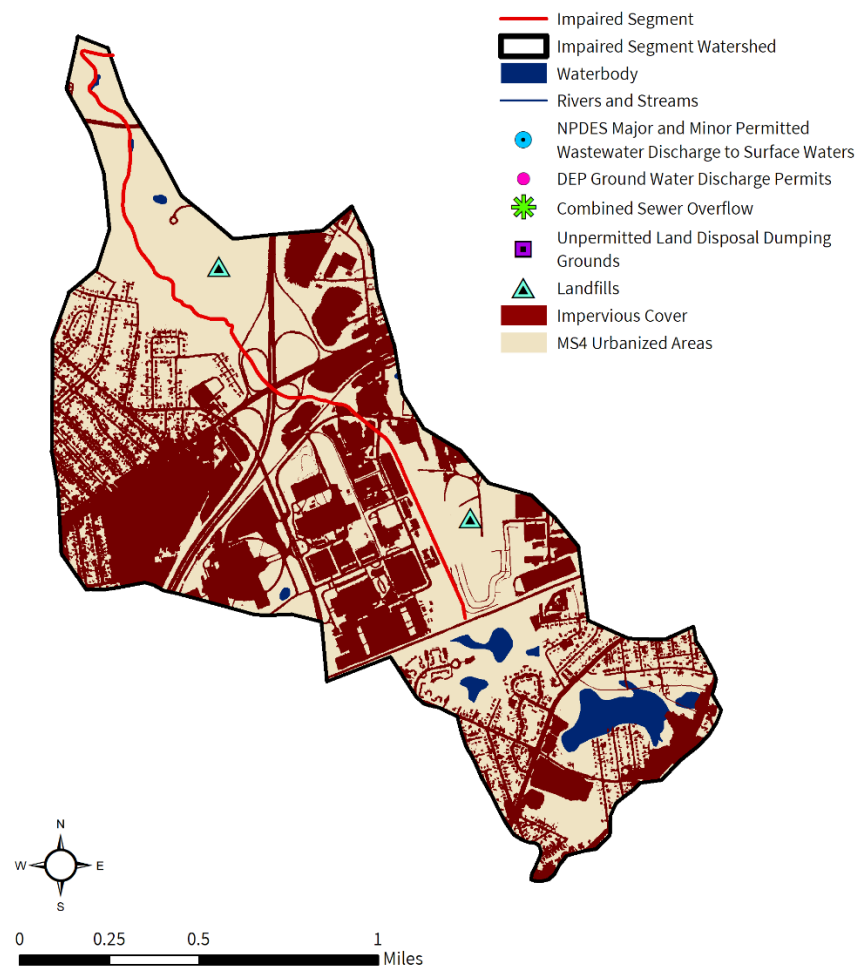 Impaired Segment
Impaired Segment Watershed
Waterbody
Rivers and Streams
NPDES Major and Minor Permitted
Wastewater Discharge to Surface Waters
DEP Ground Water Discharge Permits
Combined Sewer Overflow
Unpermitted Land Disposal Dumping
Grounds
Landfills
Impervious Cover
MS4 Urbanized Areas
N
W E
S
0 0.25 0.5 1
Miles